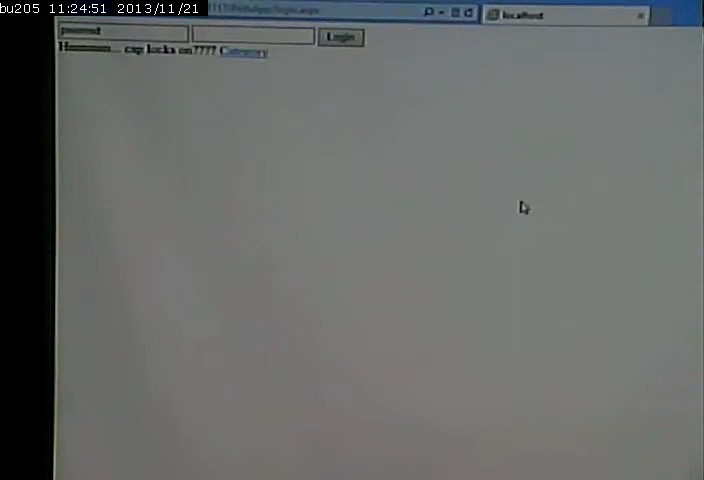 bu205 11:24:51 2013/11/21
localhost
Login
Hmmmm... cap locks on???? Category